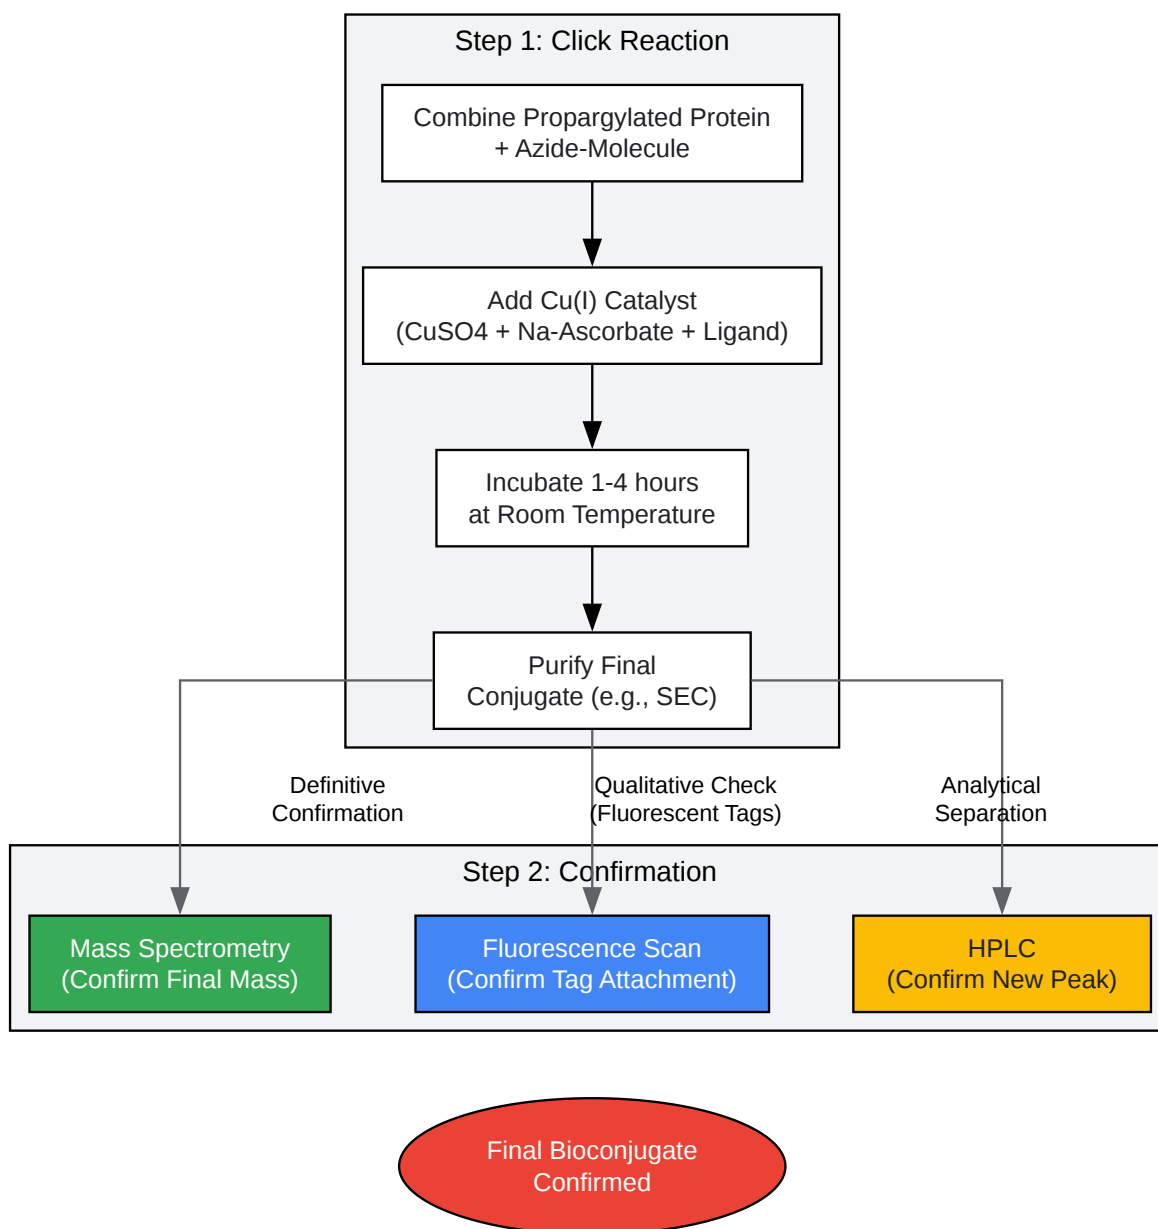 Step 1: Click Reaction
Combine Propargylated Protein
+ Azide-Molecule
Add Cu(I) Catalyst
(CuSO4 + Na-Ascorbate + Ligand)
Incubate 1-4 hours
at Room Temperature
Purify Final
Conjugate (e.g., SEC)
Definitive
Confirmation
Qualitative Check
(Fluorescent Tags)
Analytical
Separation
Step 2: Confirmation
Mass Spectrometry
(Confirm Final Mass)
Fluorescence Scan
(Confirm Tag Attachment)
HPLC
(Confirm New Peak)
Final Bioconjugate
Confirmed